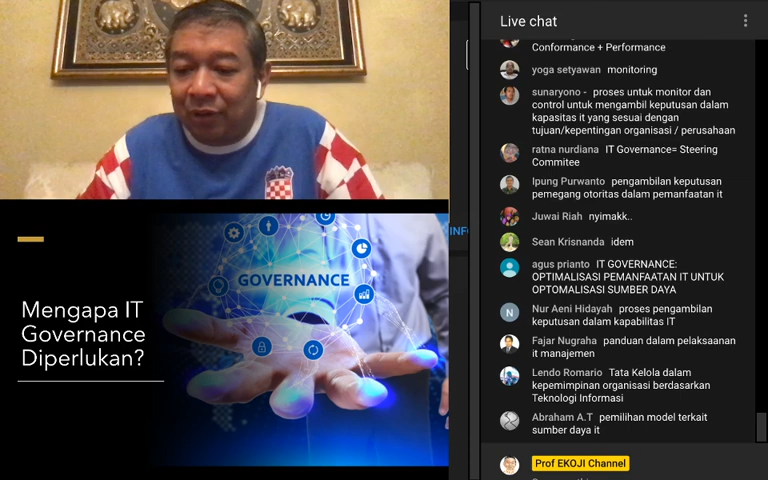 GOVERNANCE
Mengapa IT
Governance
Diperlukan?
INFO
Live chat
Conformance + Performance
yoga setyawan monitoring
sunaryono - proses untuk monitor dan
control untuk mengambil keputusan dalam
kapasitas it yang sesuai dengan
tujuan/kepentingan organisasi / perusahaan
ratna nurdiana IT Governance= Steering
Commitee
Ipung Purwanto pengambilan keputusan
pemegang otoritas dalam pemanfaatan it
Juwai Riah nyimakk..
Sean Krisnanda idem
agus prianto IT GOVERNANCE:
OPTIMALISASI PEMANFAATAN IT UNTUK
OPTOMALISASI SUMBER DAYA
N
Nur Aeni Hidayah proses pengambilan
keputusan dalam kapabilitas IT
Fajar Nugraha panduan dalam pelaksaanan
it manajemen
Lendo Romario Tata Kelola dalam
kepemimpinan organisasi berdasarkan
Teknologi Informasi
Abraham A.T pemilihan model terkait
sumber daya it
Prof EKOJI Channel